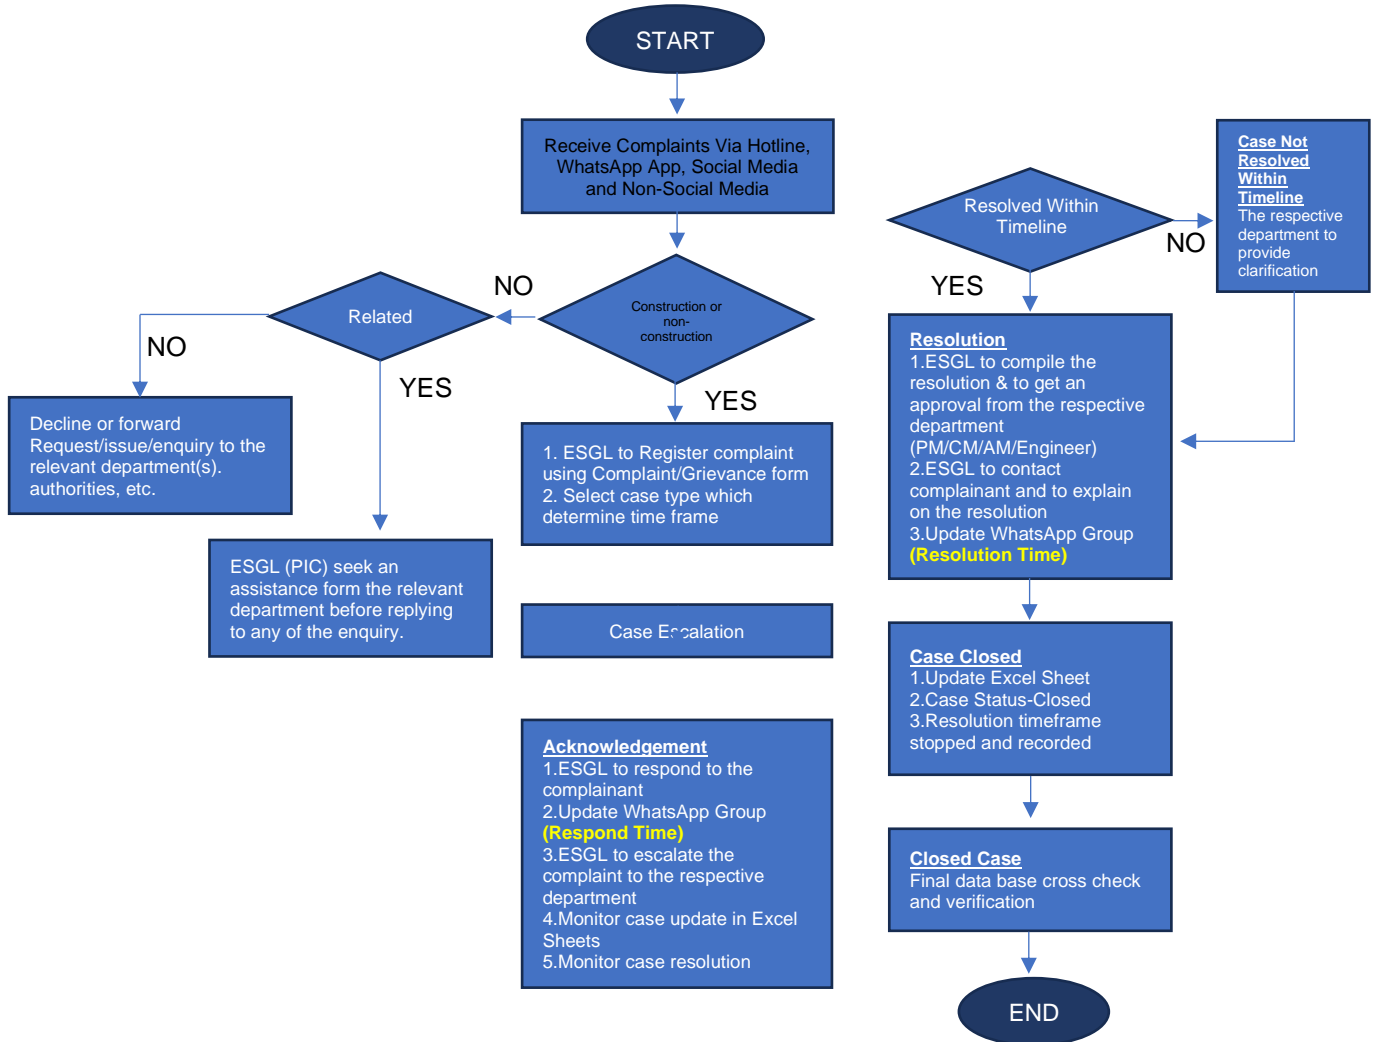 START
Receive Complaints Via Hotline,
WhatsApp App, Social Media
and Non-Social Media
Construction or
non-
construction
NO
Related
NO
YES
YES
Decline or forward
Request/issue/enquiry to the
relevant department(s).
authorities, etc.
ESGL (PIC) seek an
assistance form the relevant
department before replying
to any of the enquiry.
1. ESGL to Register complaint
using Complaint/Grievance form
2. Select case type which
determine time frame
Case Escalation
Acknowledgement
1.ESGL to respond to the
complainant
2.Update WhatsApp Group
(Respond Time)
3.ESGL to escalate the
complaint to the respective
department
4.Monitor case update in Excel
Sheets
5.Monitor case resolution
Resolved Within
Timeline
NO
YES
Case Not
Resolved
Within
Timeline
The respective
department to
provide
clarification
Resolution
1.ESGL to compile the
resolution & to get an
approval from the respective
department
(PM/CM/AM/Engineer)
2.ESGL to contact
complainant and to explain
on the resolution
3.Update WhatsApp Group
(Resolution Time)
Case Closed
1.Update Excel Sheet
2.Case Status-Closed
3.Resolution timeframe
stopped and recorded
Closed Case
Final data base cross check
and verification
END